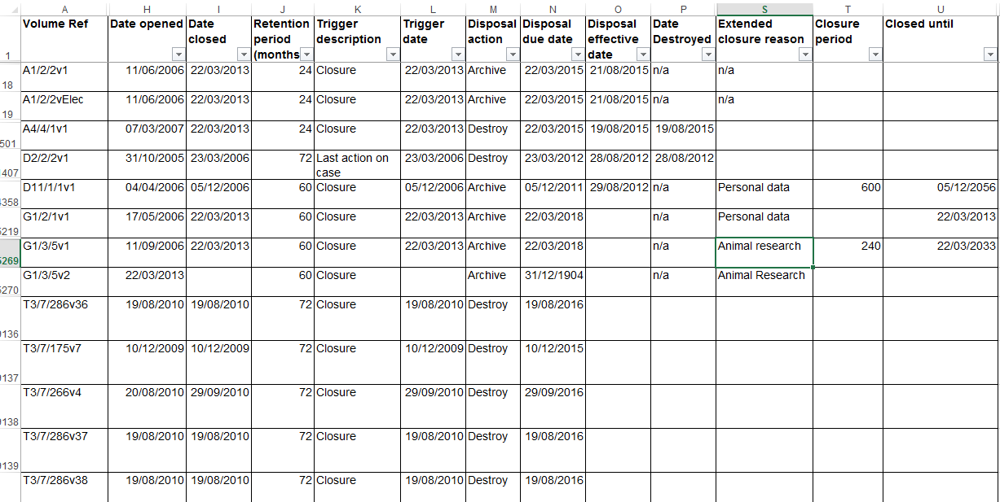 A H I J K L M N O P S T U
1 Volume Ref Date opened Date closed Retention period (months Trigger description Trigger date Disposal action Disposal due date Disposal effective date Date Destroyed Extended closure reason Closure period Closed until
18 A1/2/2v1 11/06/2006 22/03/2013 24 Closure 22/03/2013 Archive 22/03/2015 21/08/2015 n/a n/a
19 A1/2/2vElec 11/06/2006 22/03/2013 24 Closure 22/03/2013 Archive 22/03/2015 21/08/2015 n/a n/a
501 A4/4/1v1 07/03/2007 22/03/2013 24 Closure 22/03/2013 Destroy 22/03/2015 19/08/2015 19/08/2015
407 D2/2/2v1 31/10/2005 23/03/2006 72 Last action on case 23/03/2006 Destroy 23/03/2012 28/08/2012 28/08/2012
358 D11/1/1v1 04/04/2006 05/12/2006 60 Closure 05/12/2006 Archive 05/12/2011 29/08/2012 n/a Personal data 600 05/12/2056
219 G1/2/1v1 17/05/2006 22/03/2013 60 Closure 22/03/2013 Archive 22/03/2018 n/a Personal data 22/03/2013
269 G1/3/5v1 11/09/2006 22/03/2013 60 Closure 22/03/2013 Archive 22/03/2018 n/a Animal research 240 22/03/2033
270 G1/3/5v2 22/03/2013 60 Closure Archive 31/12/1904 n/a Animal Research
136 T3/7/286v36 19/08/2010 19/08/2010 72 Closure 19/08/2010 Destroy 19/08/2016
137 T3/7/175v7 10/12/2009 10/12/2009 72 Closure 10/12/2009 Destroy 10/12/2015
138 T3/7/266v4 20/08/2010 29/09/2010 72 Closure 29/09/2010 Destroy 29/09/2016
139 T3/7/286v37 19/08/2010 19/08/2010 72 Closure 19/08/2010 Destroy 19/08/2016
T3/7/286v38 19/08/2010 19/08/2010 72 Closure 19/08/2010 Destroy 19/08/2016